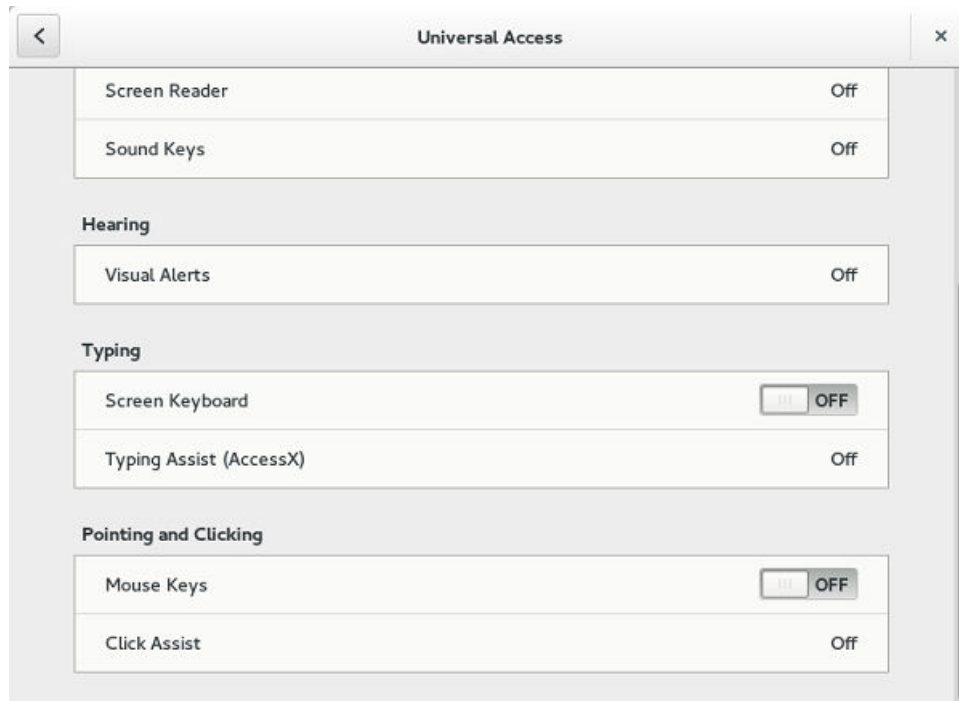 Universal Access
Screen Reader Off
Sound Keys Off
Hearing
Visual Alerts Off
Typing
Screen Keyboard OFF
Typing Assist (AccessX) Off
Pointing and Clicking
Mouse Keys OFF
Click Assist Off